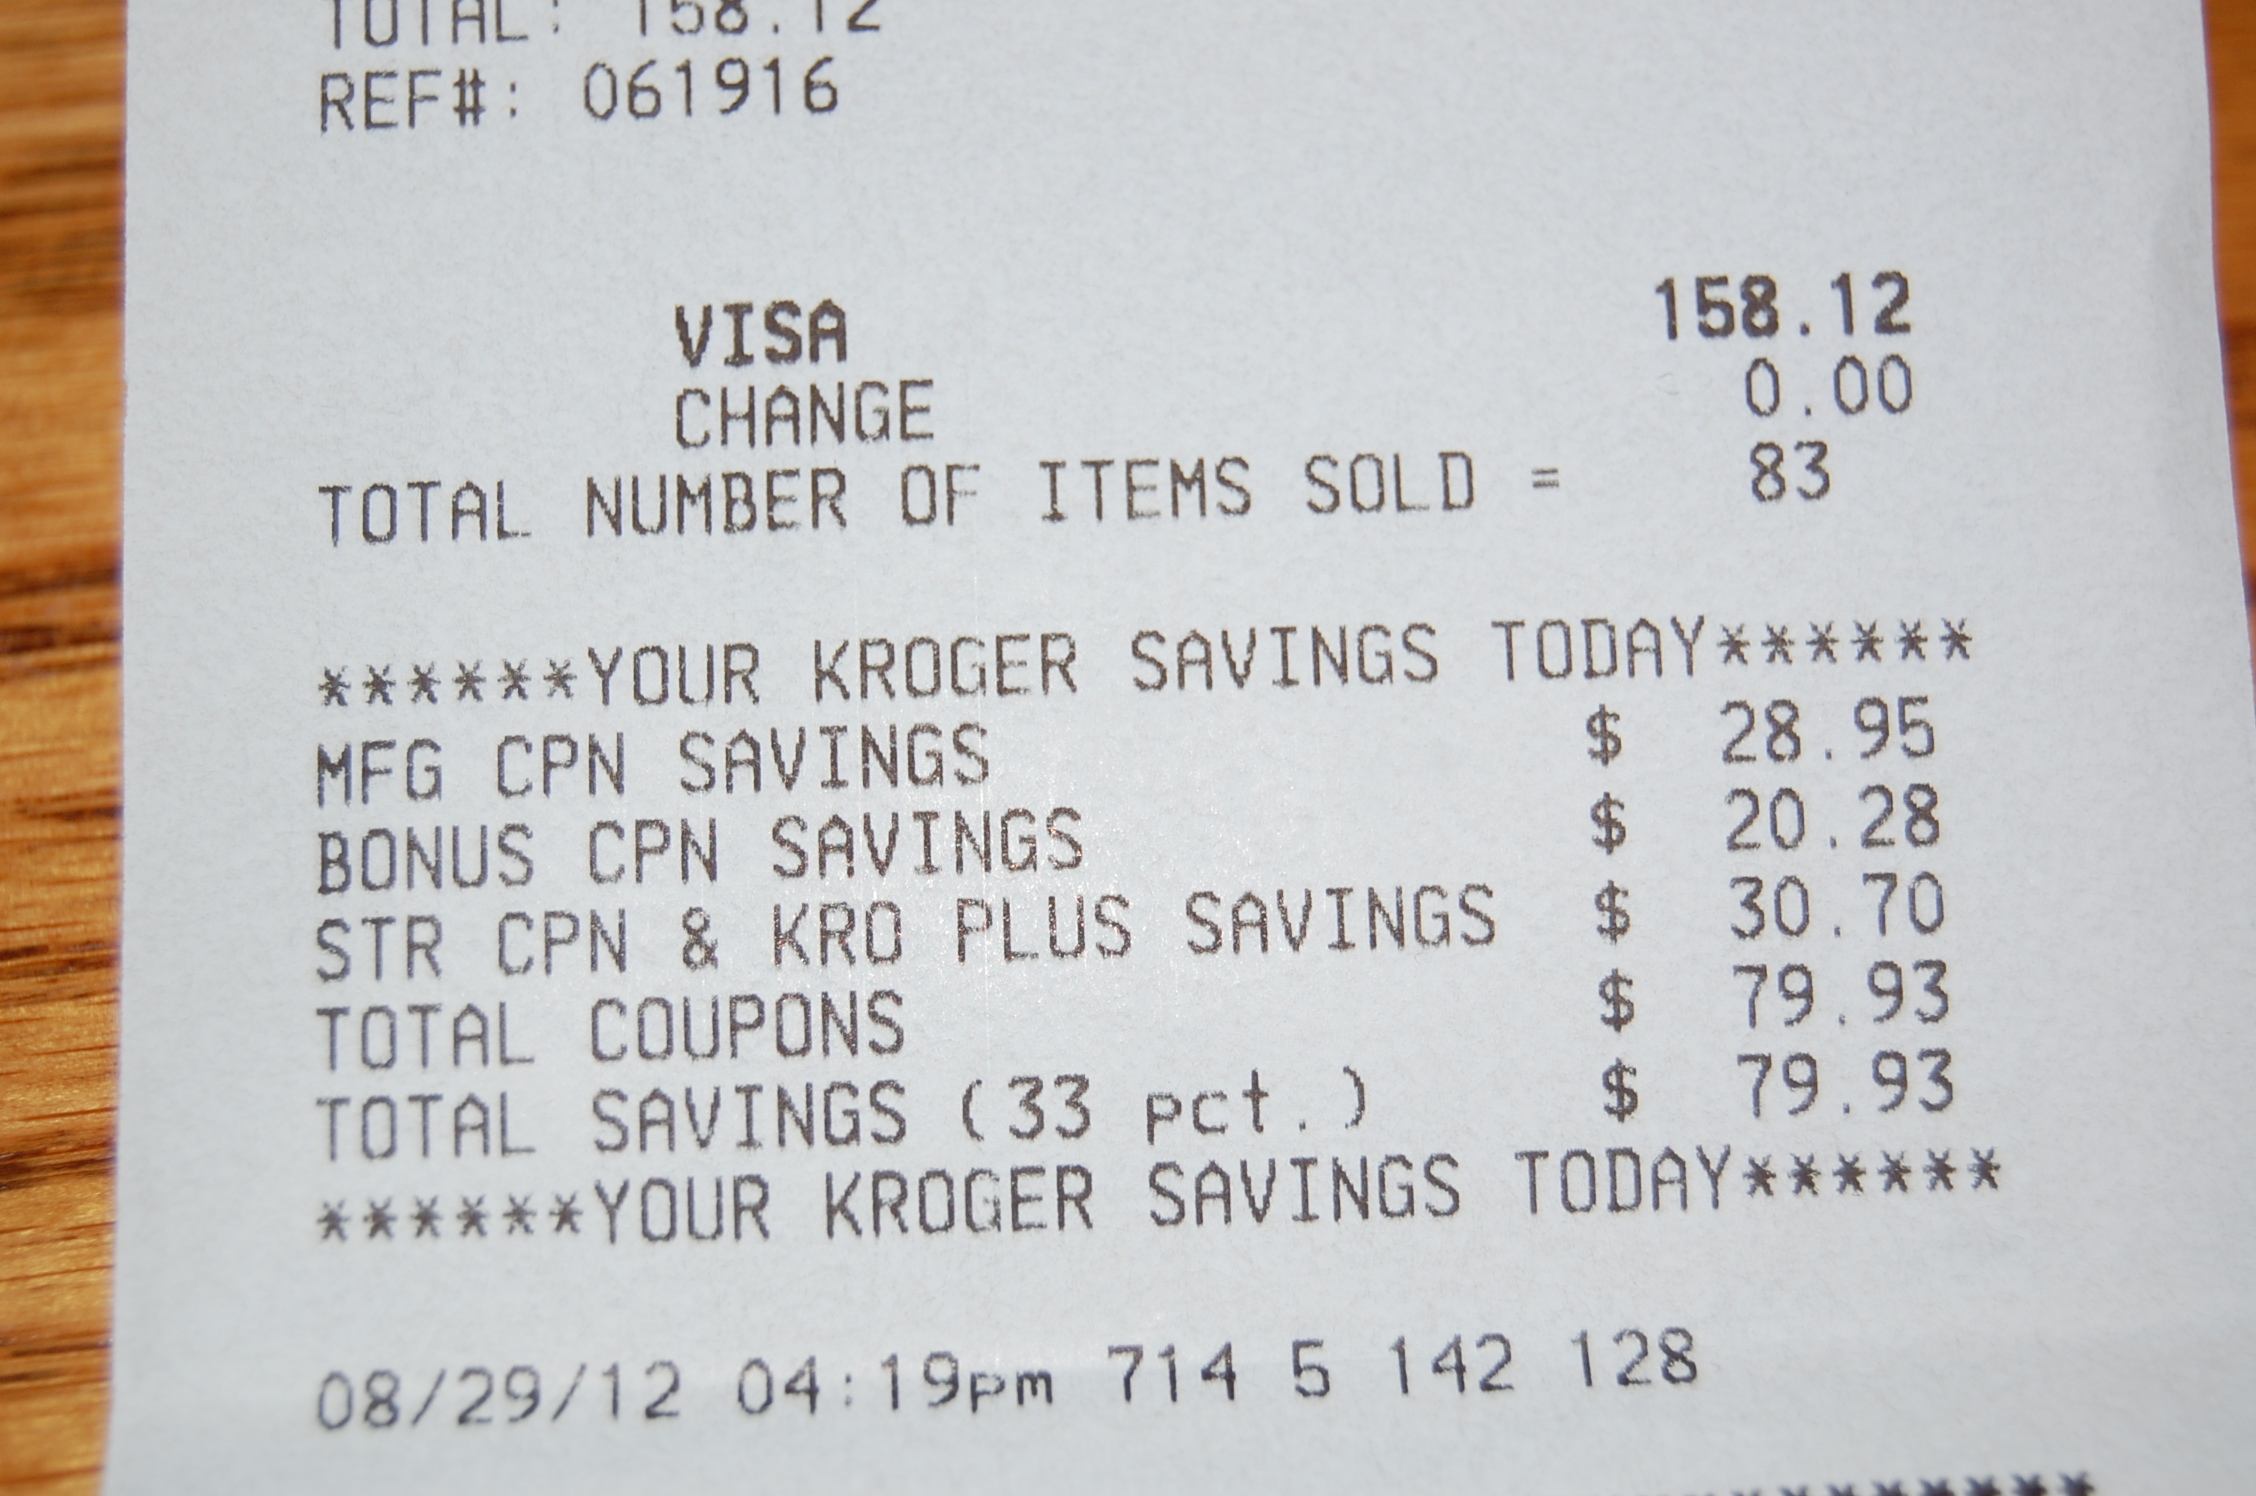 TOTAL: 158.12
REF#: 061916
VISA 158.12
CHANGE 0.00
TOTAL NUMBER OF ITEMS SOLD = 83
******YOUR KROGER SAVINGS TODAY******
MFG CPN SAVINGS $ 28.95
BONUS CPN SAVINGS $ 20.28
STR CPN & KRO PLUS SAVINGS $ 30.70
TOTAL COUPONS $ 79.93
TOTAL SAVINGS (33 pct.) $ 79.93
******YOUR KROGER SAVINGS TODAY******
08/29/12 04:19pm 714 5 142 128